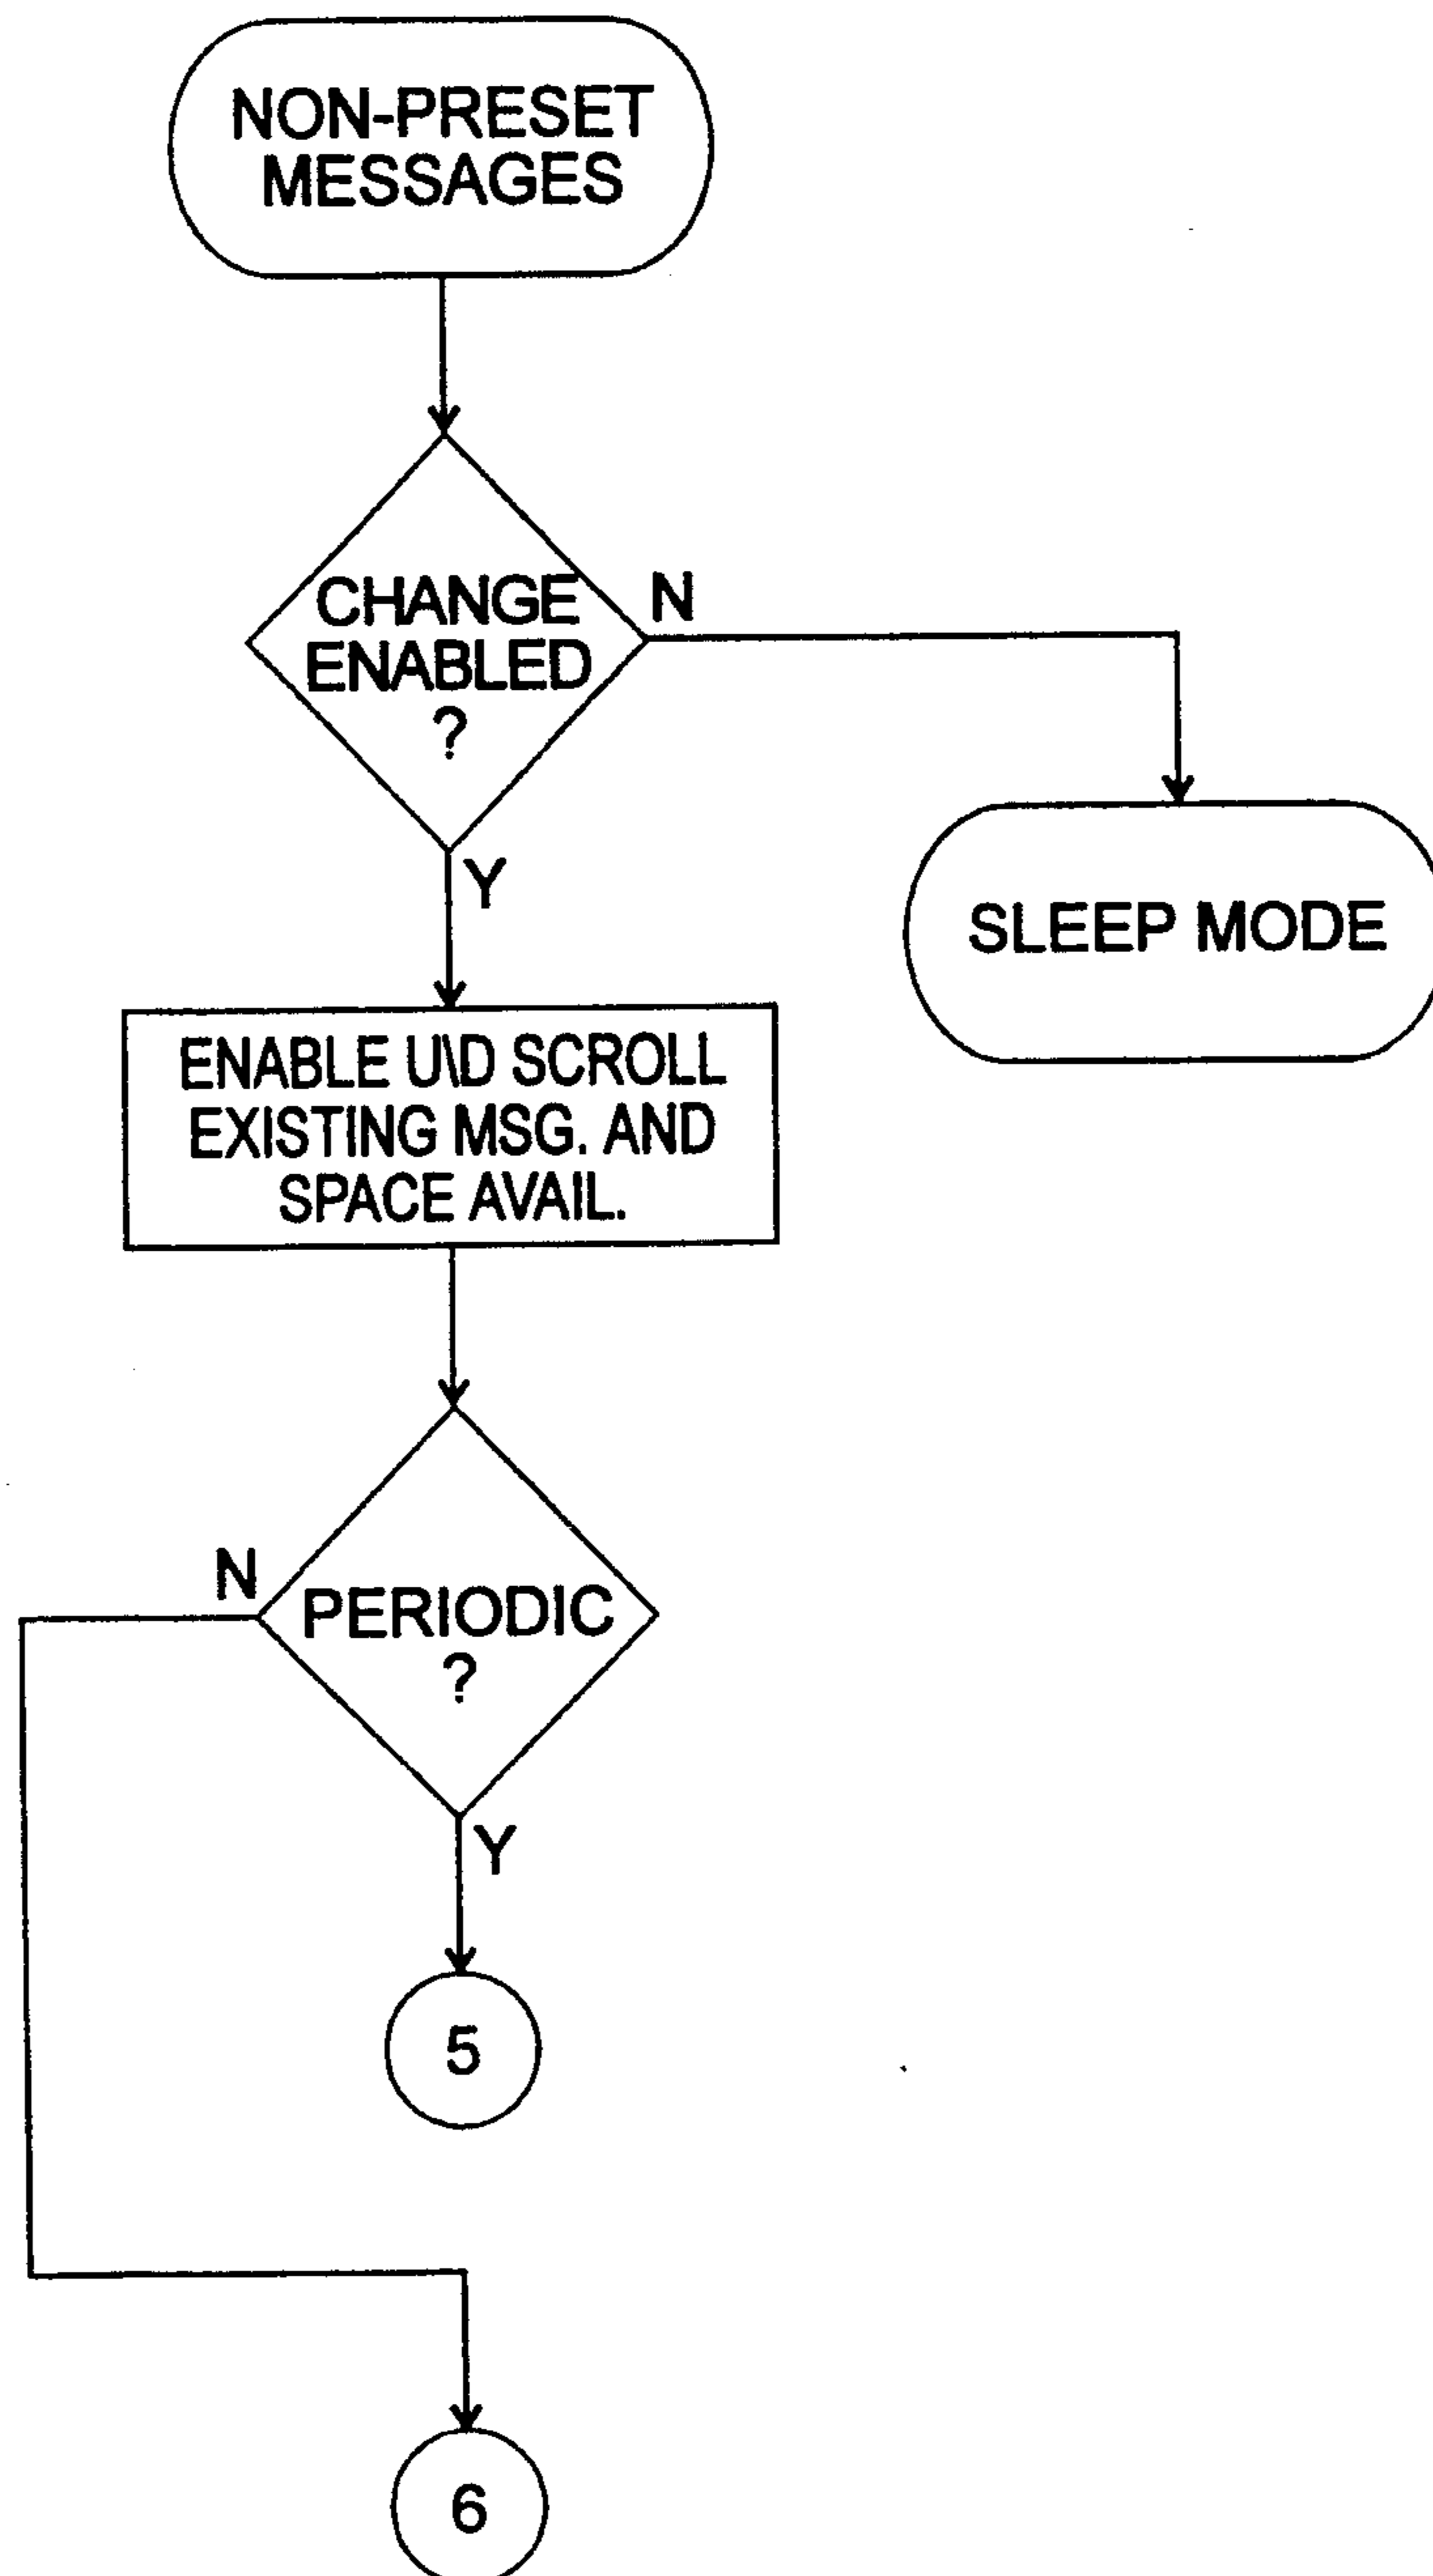 NON-PRESET
MESSAGES
CHANGE
ENABLED
?
N
Y
SLEEP MODE
ENABLE U\D SCROLL
EXISTING MSG. AND
SPACE AVAIL.
N
PERIODIC
?
Y
5
6